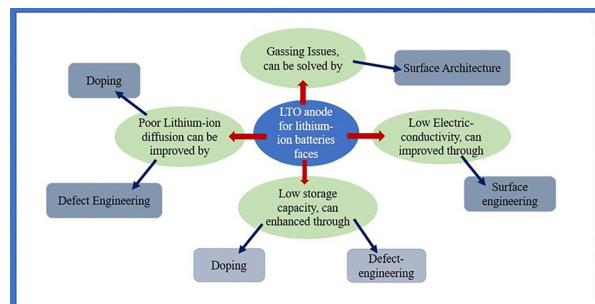 Gassing Issues,
can be solved by
Surface Architecture
Doping
LTO anode
for lithium-
ion batteries
faces
Poor Lithium-ion
diffusion can be
improved by
Low Electric-
conductivity, can
improved through
Defect Engineering
Low storage
capacity, can
enhanced through
Surface
engineering
Doping
Defect-
engineering